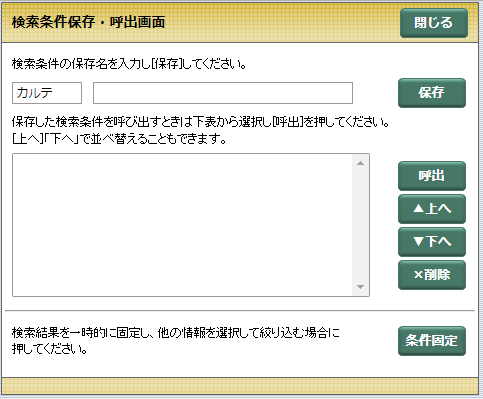 検索条件保存・呼出画面
閉じる
検索条件の保存名を入力し[保存]してください。
カルテ
保存
保存した検索条件を呼び出すときは下表から選択し[呼出]を押してください。
[上へ]「下へ」で並べ替えることもできます。
呼出
▲上へ
▼下へ
×削除
検索結果を一時的に固定し、他の情報を選択して絞り込む場合に
押してください。
条件固定